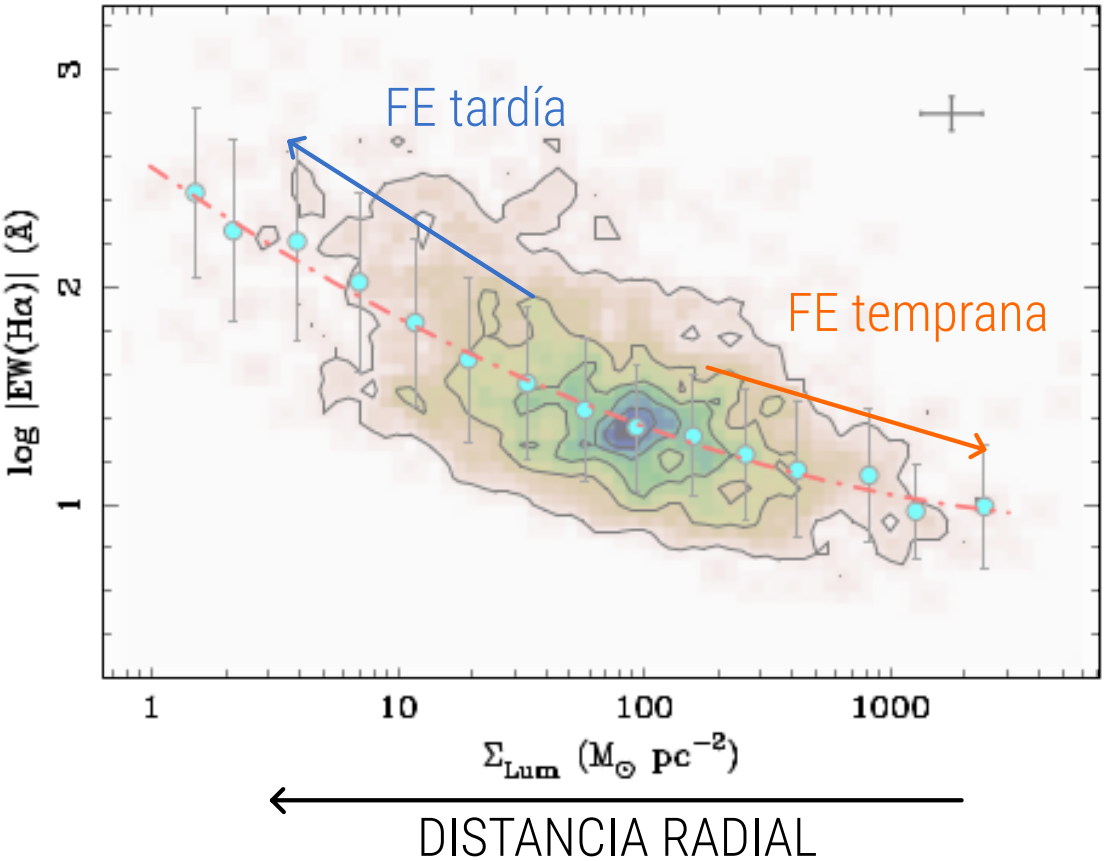 FE tardía
FE temprana
log |EW(Hα)| (Å)
3
2
1
1 10 100 1000
Σ_Lum (M_⊙ pc⁻²)
DISTANCIA RADIAL